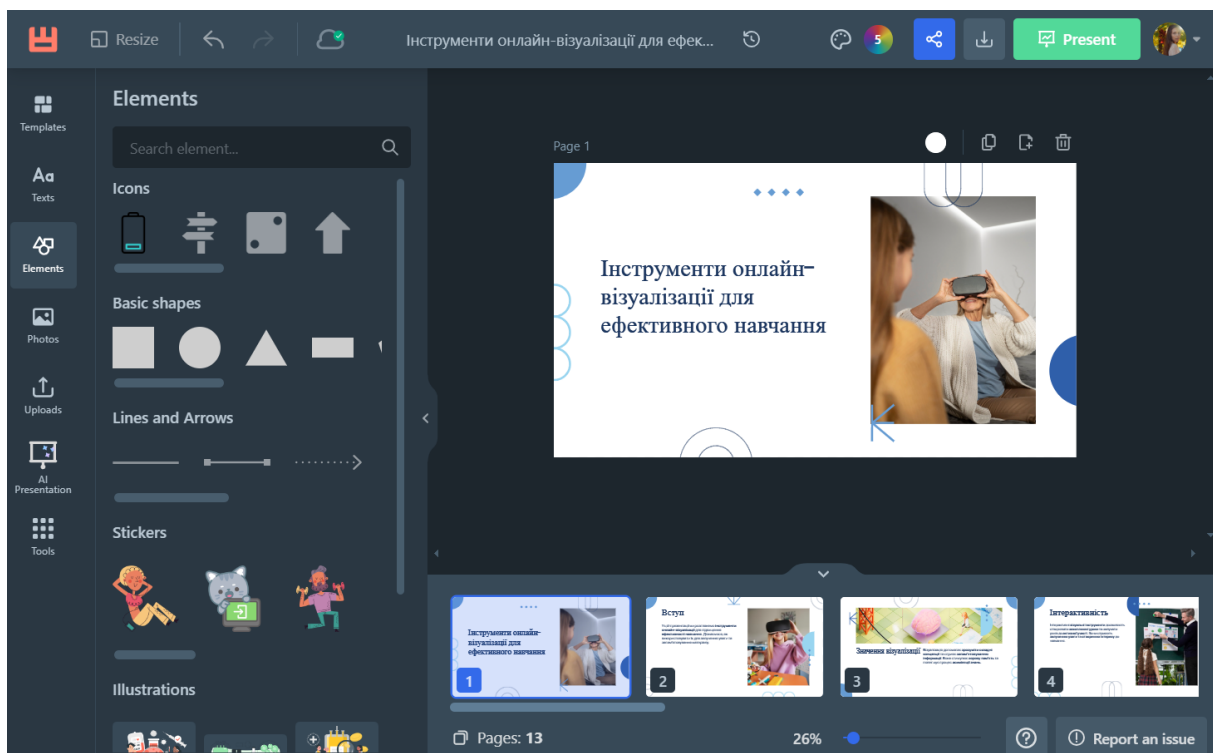 Resize
Інструменти онлайн-візуалізації для ефек...
5
Present
Templates
Aa
Texts
Elements
Photos
Uploads
AI
Presentation
Tools
Elements
Search element...
Icons
Basic shapes
Lines and Arrows
Stickers
Illustrations
Page 1
Інструменти онлайн-
візуалізації для
ефективного навчання
Інструменти онлайн-
візуалізації для
ефективного навчання
1
Вступ
2
Значення візуалізації
3
Інтерактивність
4
Pages: 13
26%
Report an issue